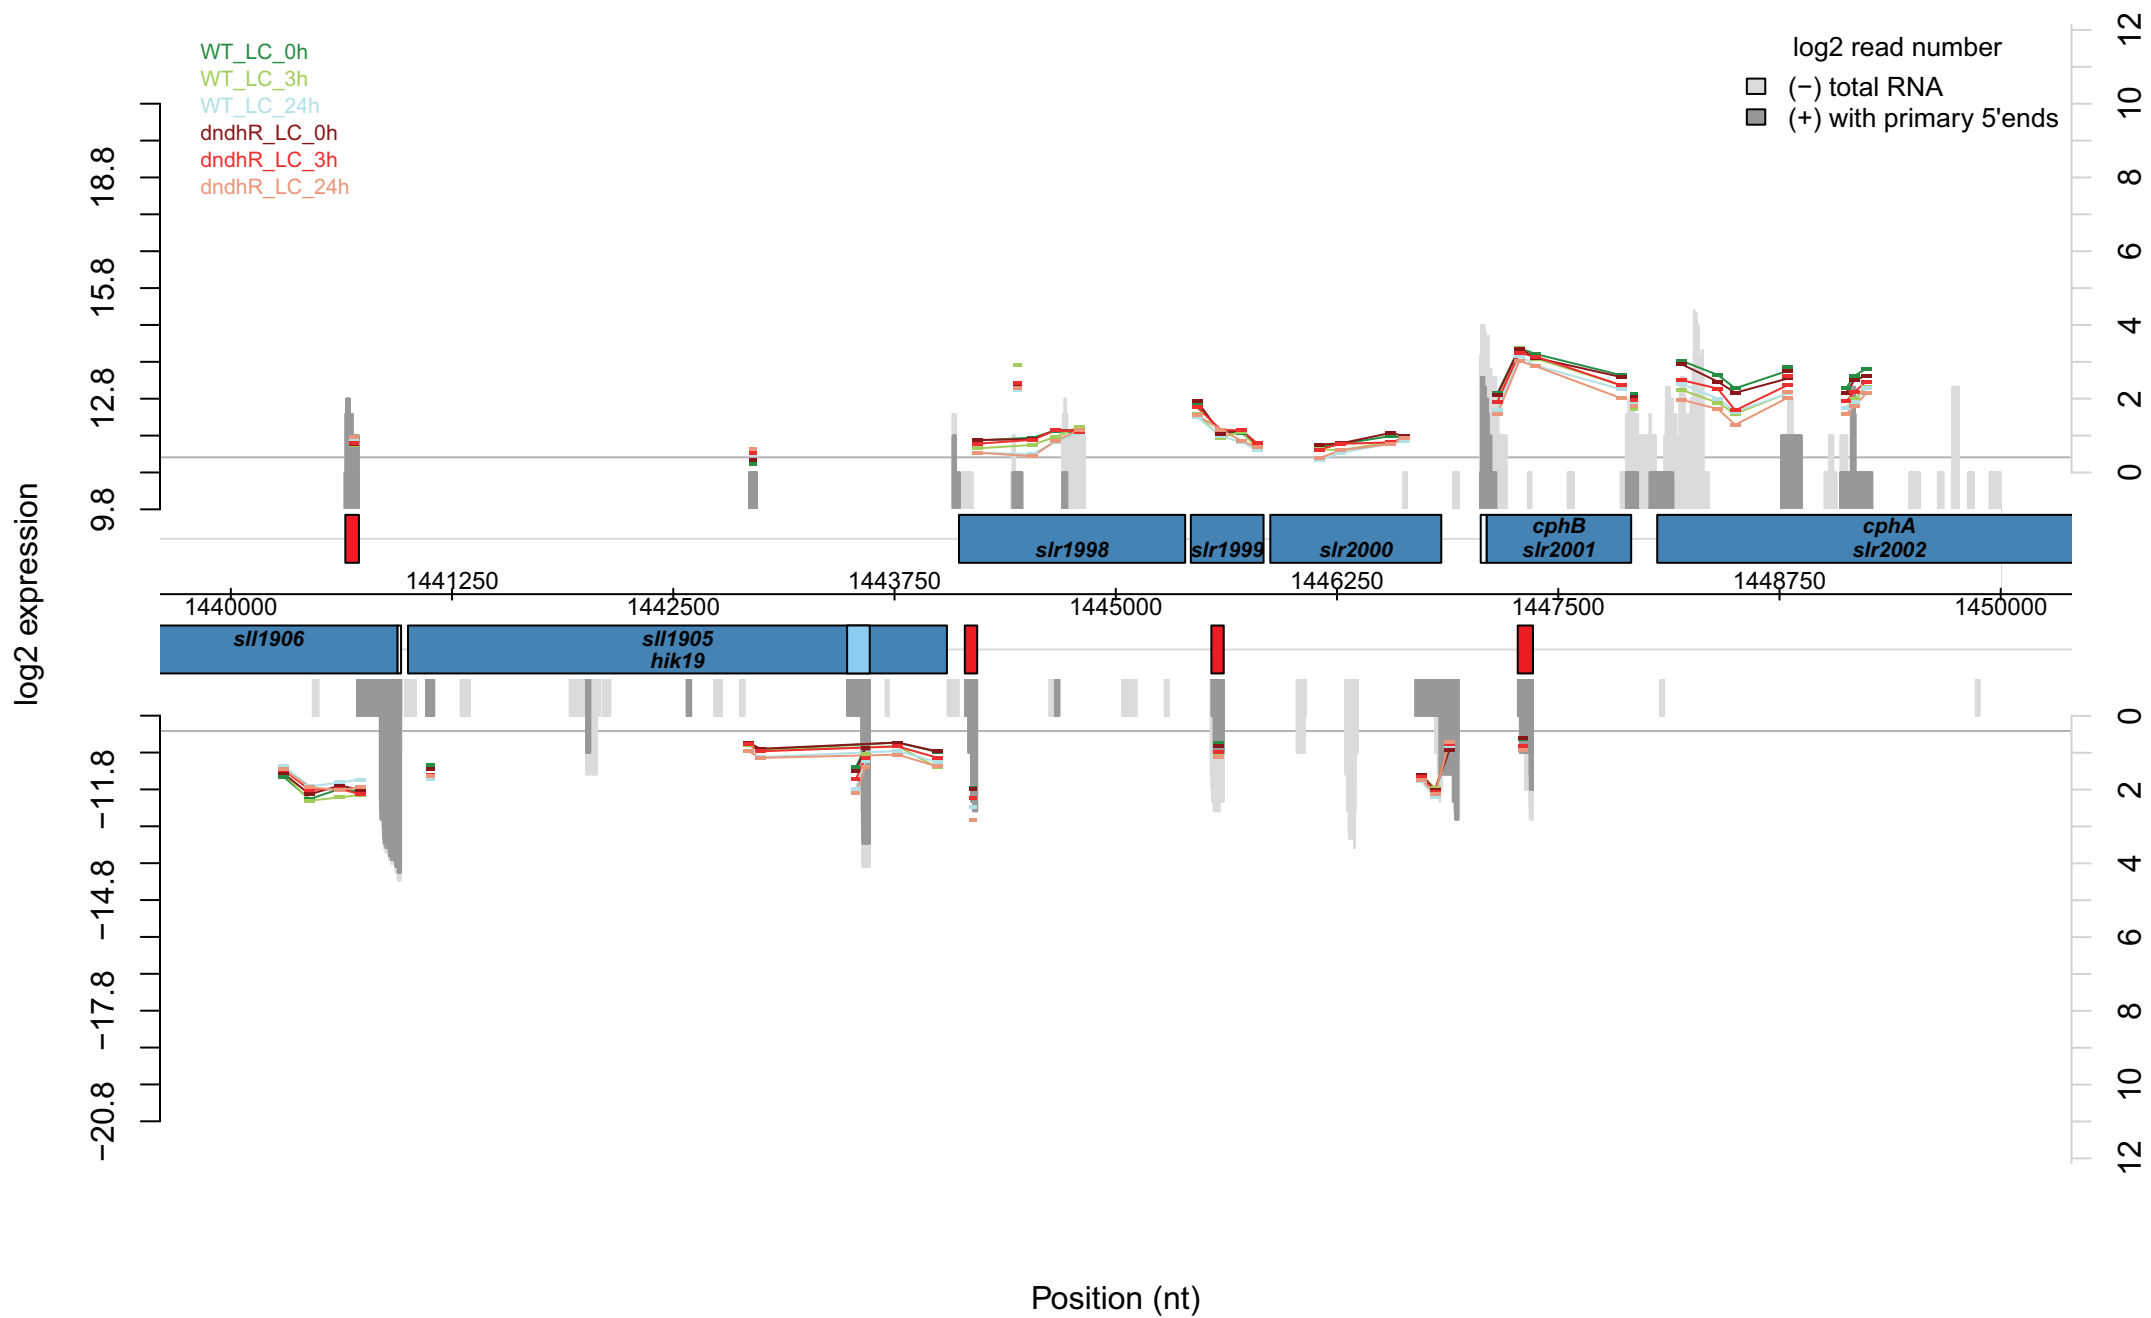 WT_LC_0h
WT_LC_3h
WT_LC_24h
dndhR_LC_0h
dndhR_LC_3h
dndhR_LC_24h
log2 read number
(−) total RNA
(+) with primary 5'ends
log2 expression
18.8
15.8
12.8
9.8
12
10
8
6
4
2
0
cphB
slr2001
cphA
slr2002
slr1998
slr1999
slr2000
1441250
1443750
1446250
1448750
1440000
1442500
1445000
1447500
1450000
sll1906
sll1905
hik19
−11.8
−14.8
−17.8
−20.8
0
2
4
6
8
10
12
Position (nt)